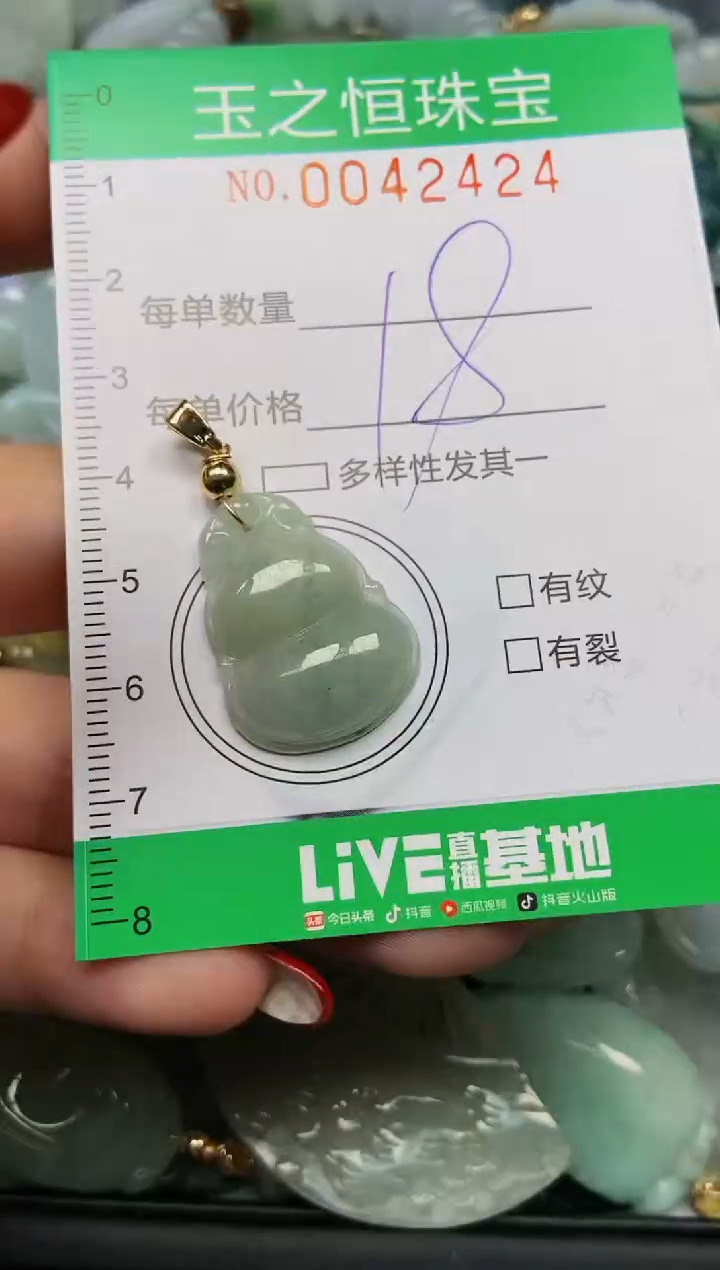 玉之恒珠宝
NO.0042424
每单数量
18
每单价格
多样性发其一
有纹
有裂
0
1
2
3
4
5
6
7
8
LiVE直播基地
头条 今日头条 抖音 西瓜视频 抖音火山版